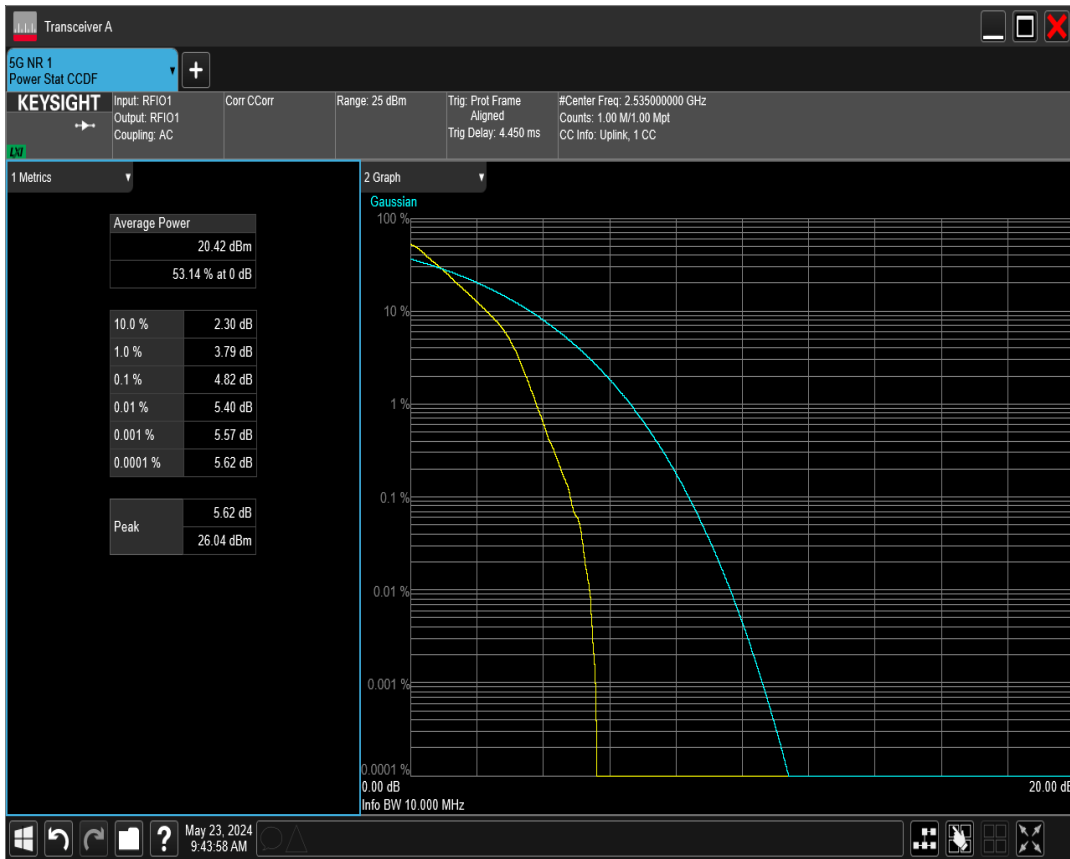 Transceiver A
5G NR 1
Power Stat CCDF
KEYSIGHT
LXI
Input: RFIO1
Output: RFIO1
Coupling: AC
Corr CCorr
Range: 25 dBm
Trig: Prot Frame
Aligned
Trig Delay: 4.450 ms
#Center Freq: 2.535000000 GHz
Counts: 1.00 M/1.00 Mpt
CC Info: Uplink, 1 CC
1 Metrics
Average Power
20.42 dBm
53.14 % at 0 dB
10.0 % 2.30 dB
1.0 % 3.79 dB
0.1 % 4.82 dB
0.01 % 5.40 dB
0.001 % 5.57 dB
0.0001 % 5.62 dB
Peak
5.62 dB
26.04 dBm
2 Graph
Gaussian
100 %
10 %
1 %
0.1 %
0.01 %
0.001 %
0.0001 %
0.00 dB 20.00 dB
Info BW 10.000 MHz
May 23, 2024
9:43:58 AM